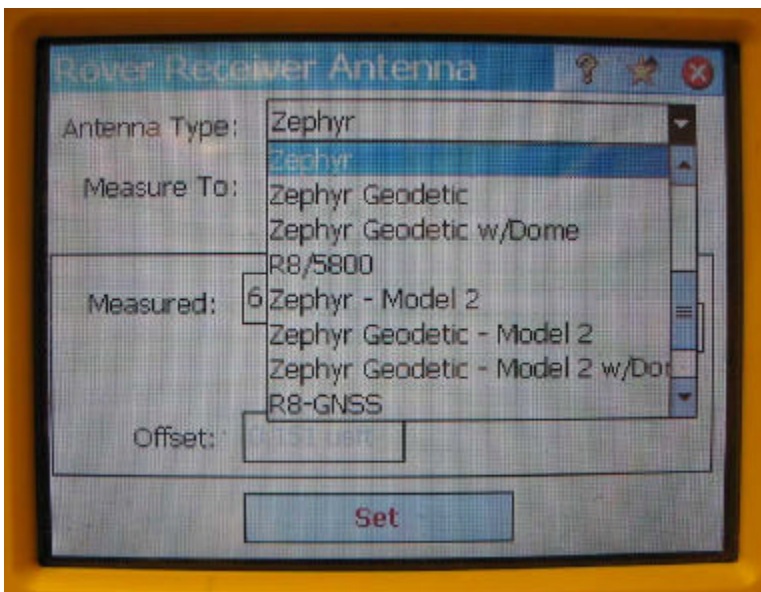 Rover Receiver Antenna ?
Antenna Type: Zephyr
Zephyr
Measure To: Zephyr Geodetic
Zephyr Geodetic w/Dome
R8/5800
Measured: 6 Zephyr - Model 2
Zephyr Geodetic - Model 2
Zephyr Geodetic - Model 2 w/Do
R8-GNSS
Offset:
Set